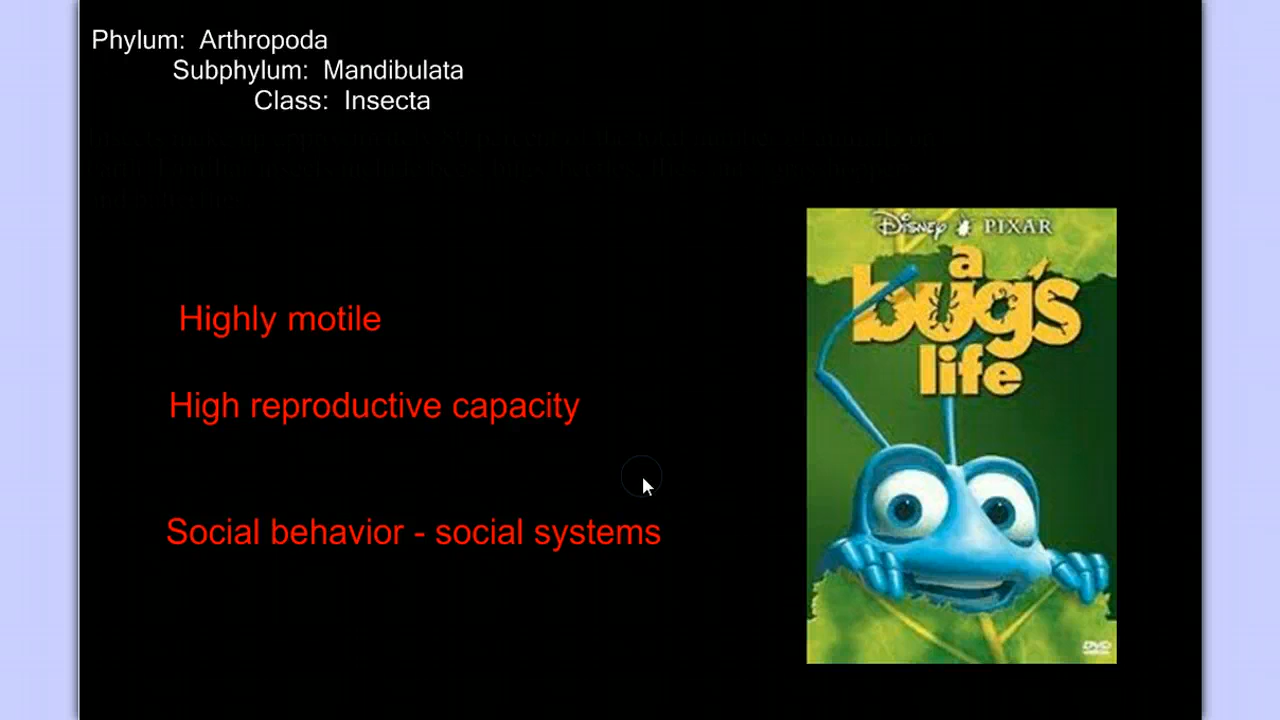 Phylum: Arthropoda
Subphylum: Mandibulata
Class: Insecta
Highly motile
High reproductive capacity
Social behavior - social systems
Disney PIXAR
a
bug's
life
DVD